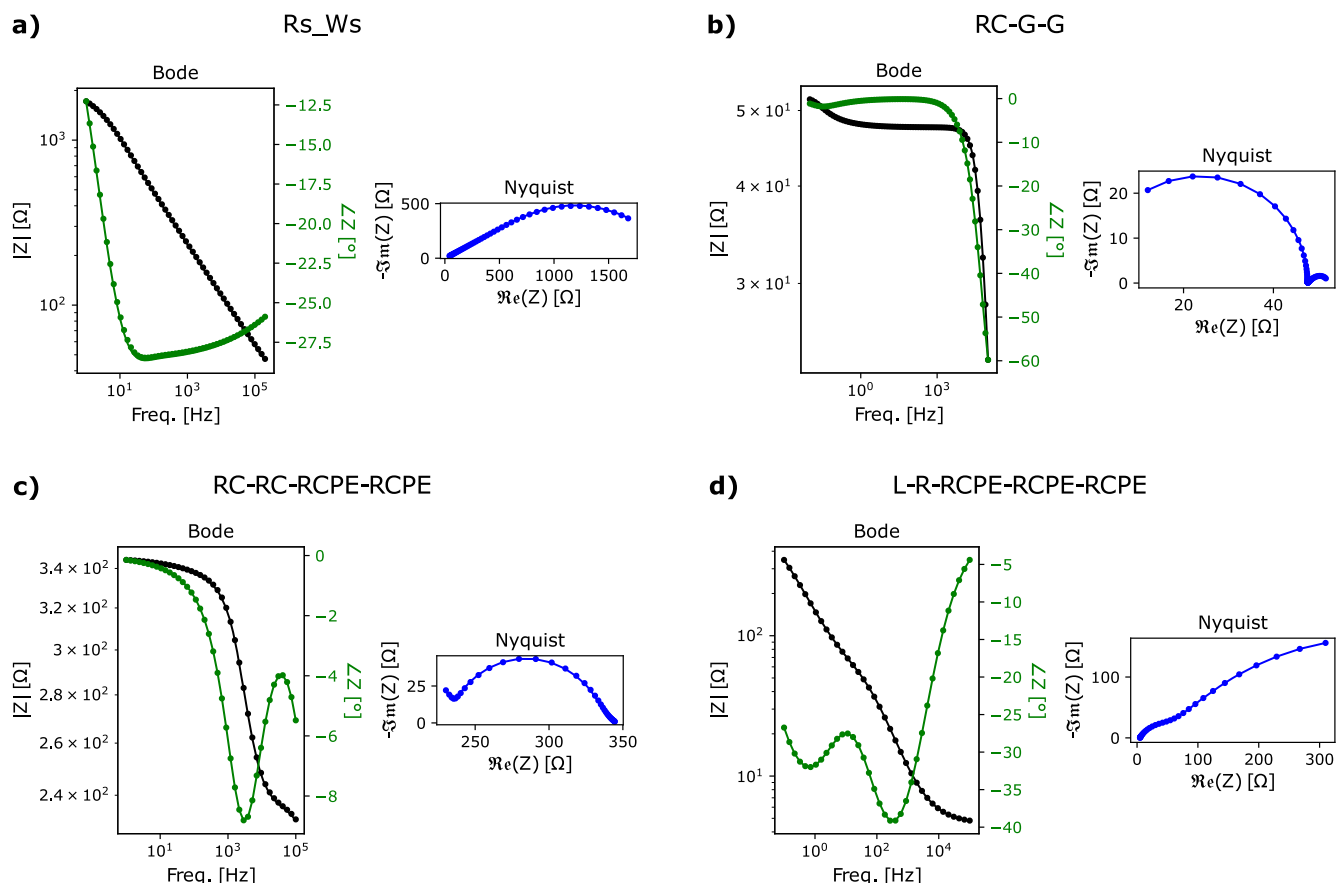 a)
Rs_Ws
Bode
10³
10²
|Z| [Ω]
−12.5
−15.0
−17.5
−20.0
−22.5
−25.0
−27.5
∠Z [°]
10¹
10³
10⁵
Freq. [Hz]
Nyquist
500
0
-ℑ𝔪(Z) [Ω]
0
500
1000
1500
ℜ𝔢(Z) [Ω]
b)
RC-G-G
Bode
5 × 10¹
4 × 10¹
3 × 10¹
|Z| [Ω]
0
−10
−20
−30
−40
−50
−60
∠Z [°]
10⁰
10³
Freq. [Hz]
Nyquist
20
10
0
-ℑ𝔪(Z) [Ω]
20
40
ℜ𝔢(Z) [Ω]
c)
RC-RC-RCPE-RCPE
Bode
3.4 × 10²
3.2 × 10²
3 × 10²
2.8 × 10²
2.6 × 10²
2.4 × 10²
|Z| [Ω]
0
−2
−4
−6
−8
∠Z [°]
10¹
10³
10⁵
Freq. [Hz]
Nyquist
25
0
-ℑ𝔪(Z) [Ω]
250
300
350
ℜ𝔢(Z) [Ω]
d)
L-R-RCPE-RCPE-RCPE
Bode
10²
10¹
|Z| [Ω]
−5
−10
−15
−20
−25
−30
−35
−40
∠Z [°]
10⁰
10²
10⁴
Freq. [Hz]
Nyquist
100
0
-ℑ𝔪(Z) [Ω]
0
100
200
300
ℜ𝔢(Z) [Ω]